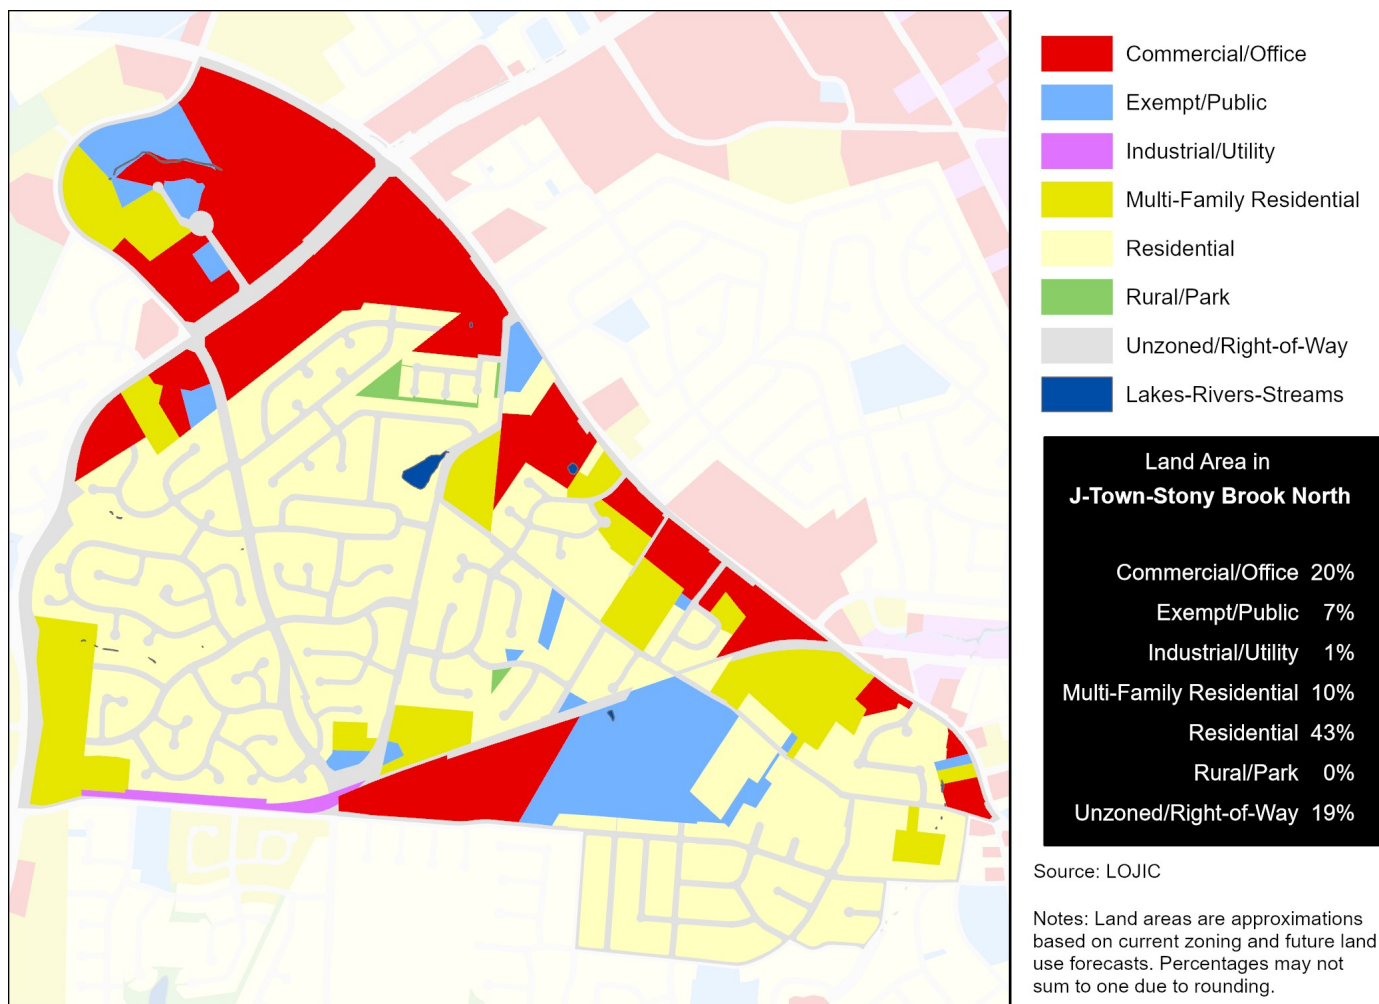 Commercial/Office
Exempt/Public
Industrial/Utility
Multi-Family Residential
Residential
Rural/Park
Unzoned/Right-of-Way
Lakes-Rivers-Streams
Land Area in
J-Town-Stony Brook North
Commercial/Office 20%
Exempt/Public 7%
Industrial/Utility 1%
Multi-Family Residential 10%
Residential 43%
Rural/Park 0%
Unzoned/Right-of-Way 19%
Source: LOJIC
Notes: Land areas are approximations
based on current zoning and future land
use forecasts. Percentages may not
sum to one due to rounding.